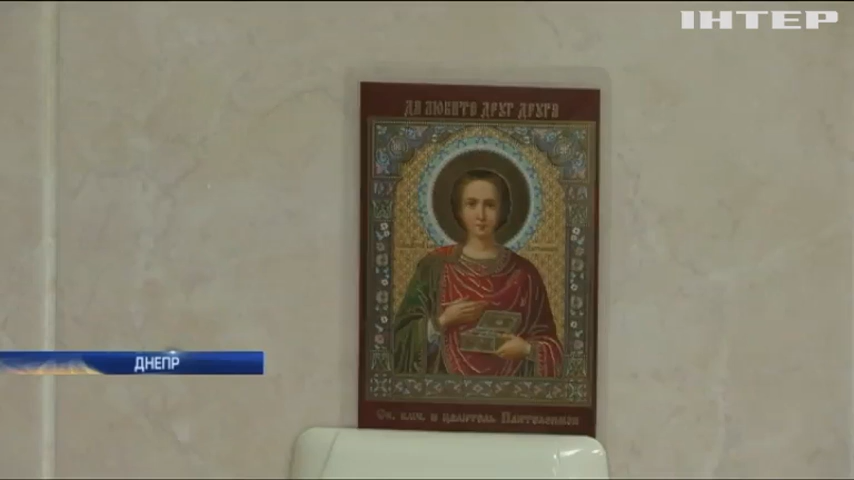 ІНТЕР
ДА ЛЮБИТЕ ДРУГ ДРУГА
Св. вмч. и целитель Пантелеимон
ДНЕПР